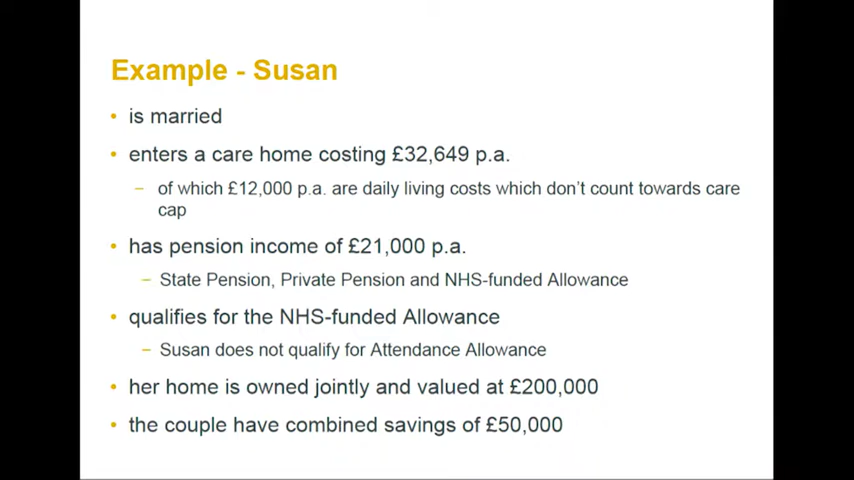 Example - Susan
• is married
• enters a care home costing £32,649 p.a.
– of which £12,000 p.a. are daily living costs which don't count towards care
cap
• has pension income of £21,000 p.a.
– State Pension, Private Pension and NHS-funded Allowance
• qualifies for the NHS-funded Allowance
– Susan does not qualify for Attendance Allowance
• her home is owned jointly and valued at £200,000
• the couple have combined savings of £50,000